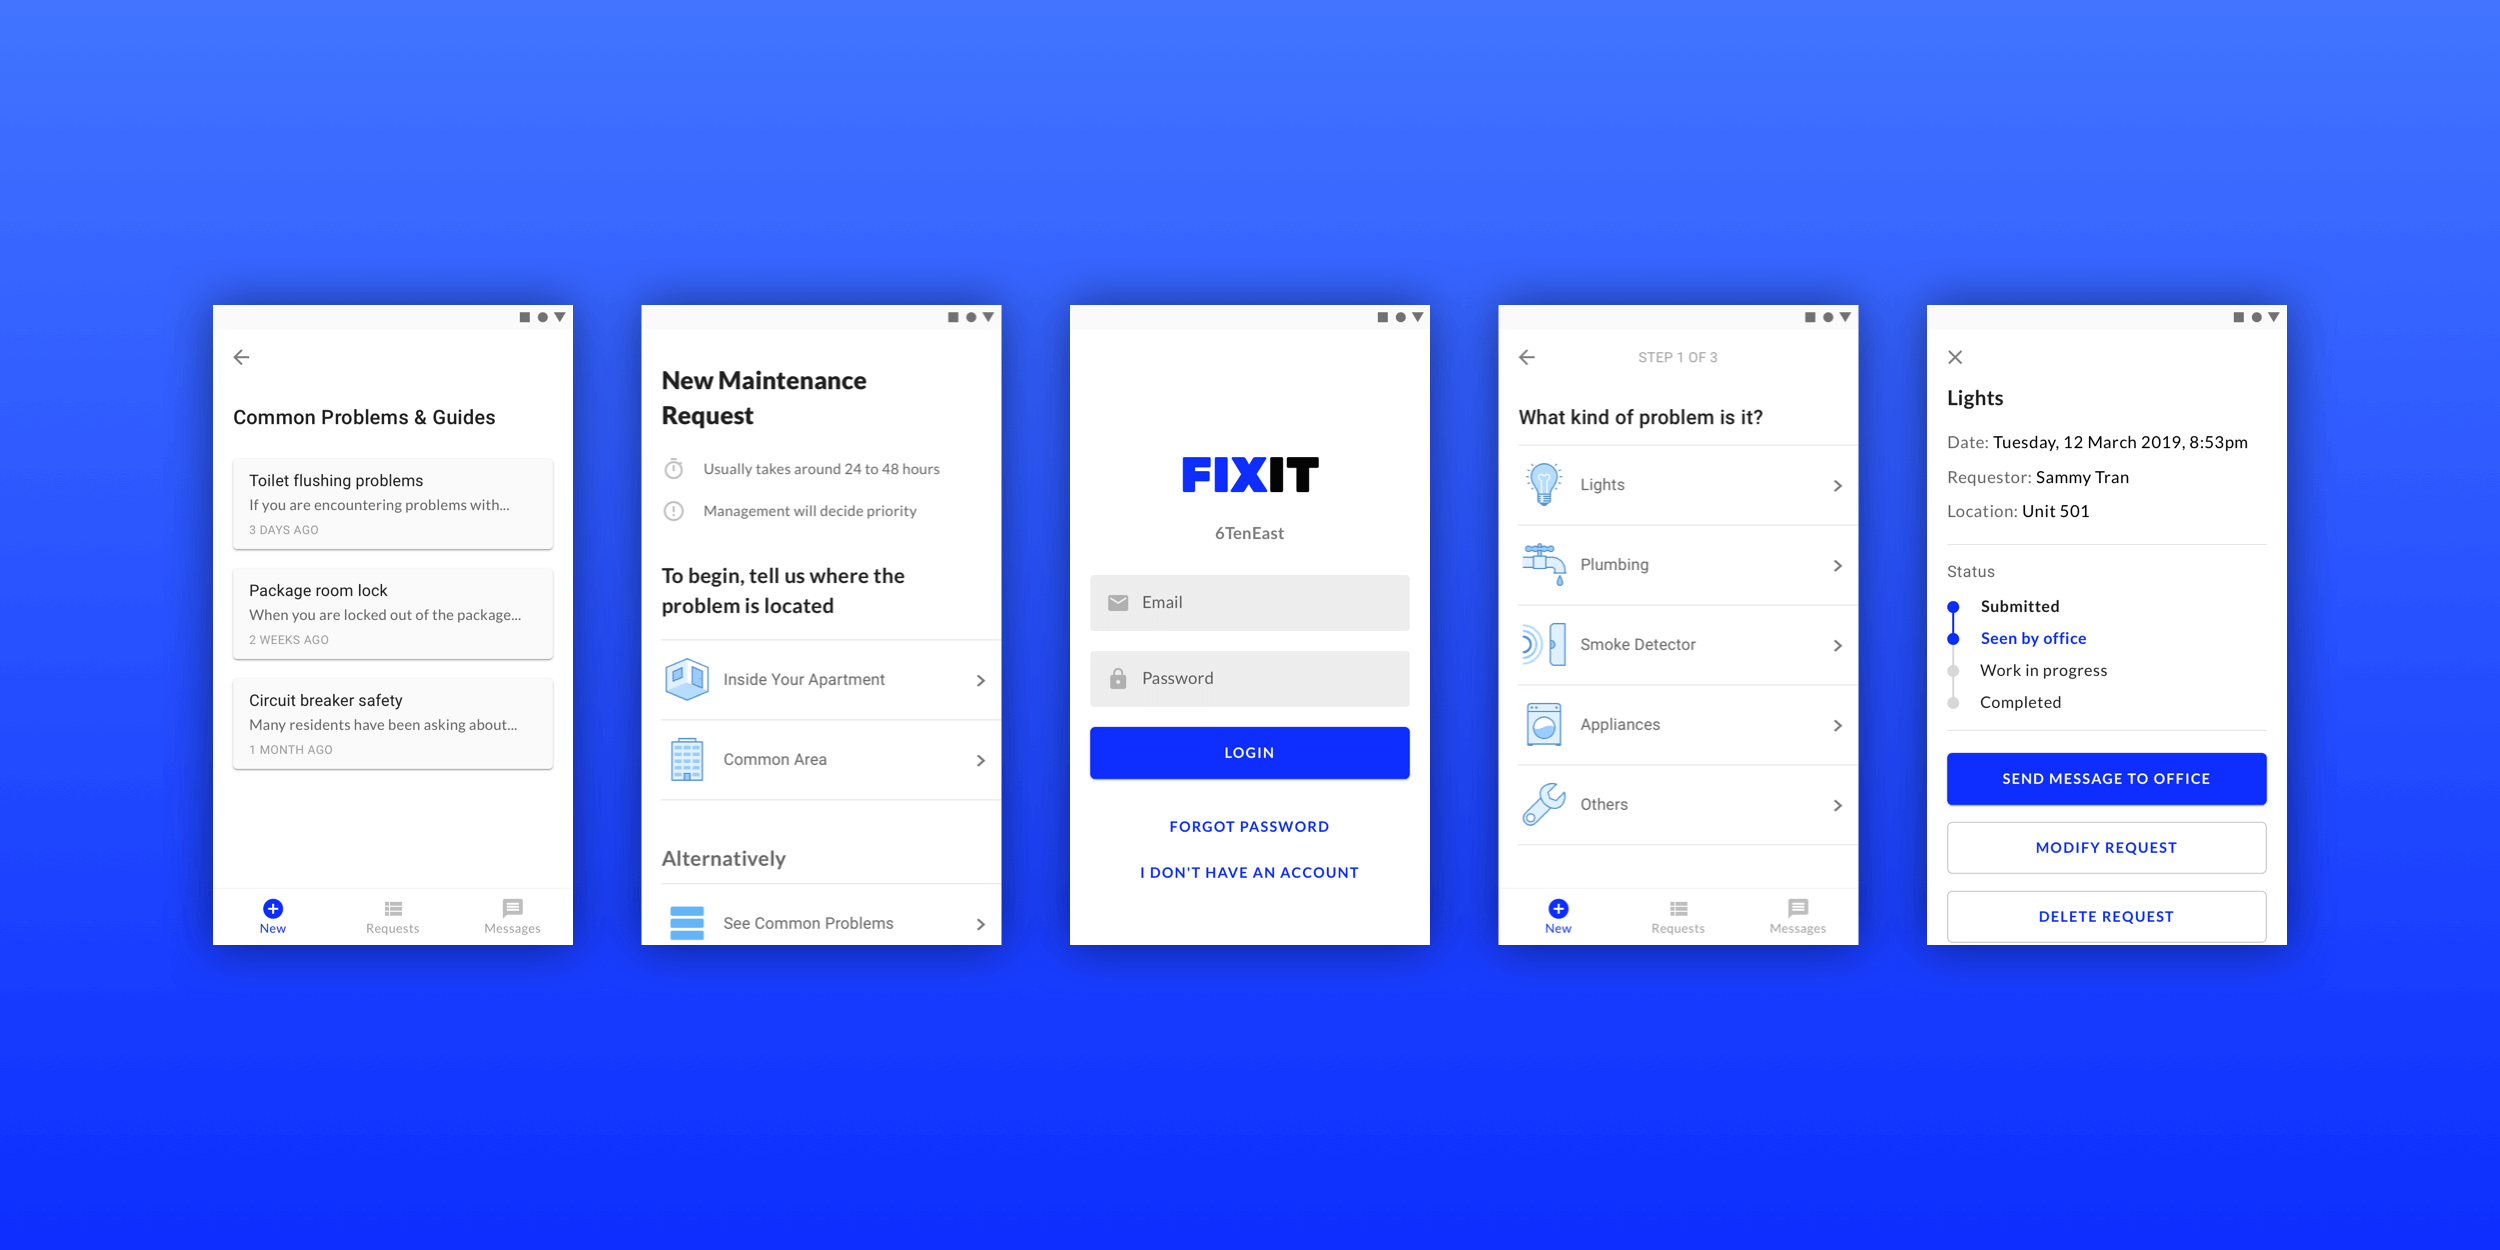 Common Problems & Guides
Toilet flushing problems
If you are encountering problems with...
3 DAYS AGO
Package room lock
When you are locked out of the package...
2 WEEKS AGO
Circuit breaker safety
Many residents have been asking about...
1 MONTH AGO
New
Requests
Messages
New Maintenance
Request
Usually takes around 24 to 48 hours
Management will decide priority
To begin, tell us where the
problem is located
Inside Your Apartment
Common Area
Alternatively
See Common Problems
FIXIT
6TenEast
Email
Password
LOGIN
FORGOT PASSWORD
I DON'T HAVE AN ACCOUNT
STEP 1 OF 3
What kind of problem is it?
Lights
Plumbing
Smoke Detector
Appliances
Others
New
Requests
Messages
Lights
Date: Tuesday, 12 March 2019, 8:53pm
Requestor: Sammy Tran
Location: Unit 501
Status
Submitted
Seen by office
Work in progress
Completed
SEND MESSAGE TO OFFICE
MODIFY REQUEST
DELETE REQUEST